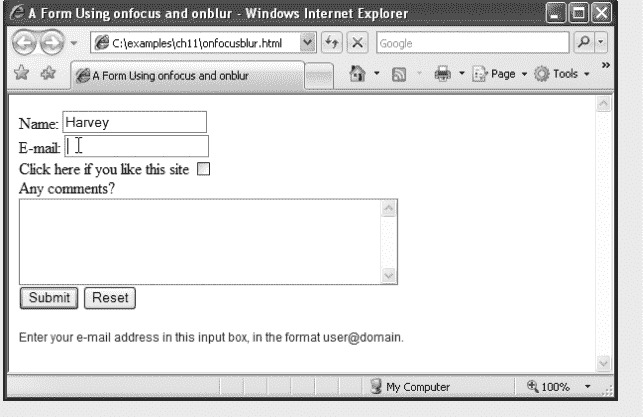 A Form Using onfocus and onblur - Windows Internet Explorer
C:\examples\ch11\onfocusblur.html Google
A Form Using onfocus and onblur Page Tools »
Name: Harvey
E-mail:
Click here if you like this site
Any comments?
Submit Reset
Enter your e-mail address in this input box, in the format user@domain.
My Computer 100%